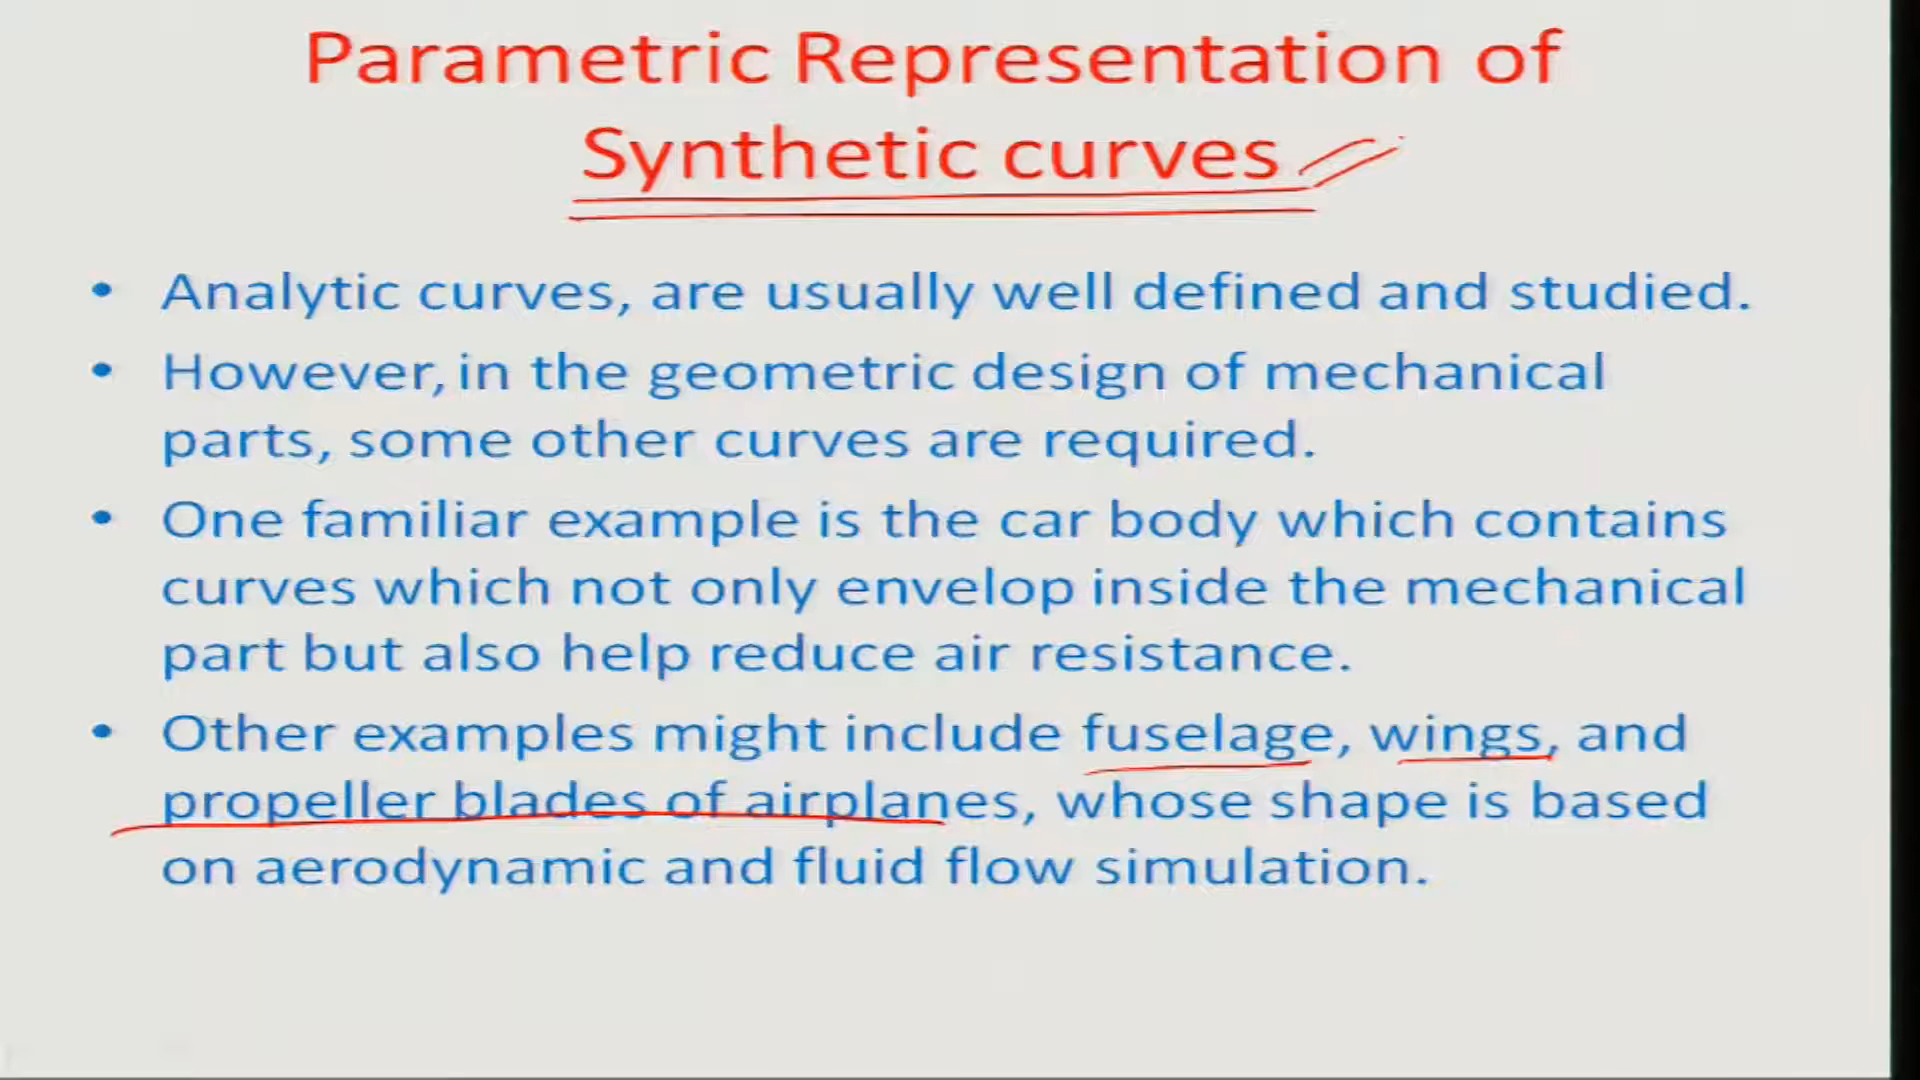 Parametric Representation of
Synthetic curves
• Analytic curves, are usually well defined and studied.
• However, in the geometric design of mechanical
parts, some other curves are required.
• One familiar example is the car body which contains
curves which not only envelop inside the mechanical
part but also help reduce air resistance.
• Other examples might include fuselage, wings, and
propeller blades of airplanes, whose shape is based
on aerodynamic and fluid flow simulation.